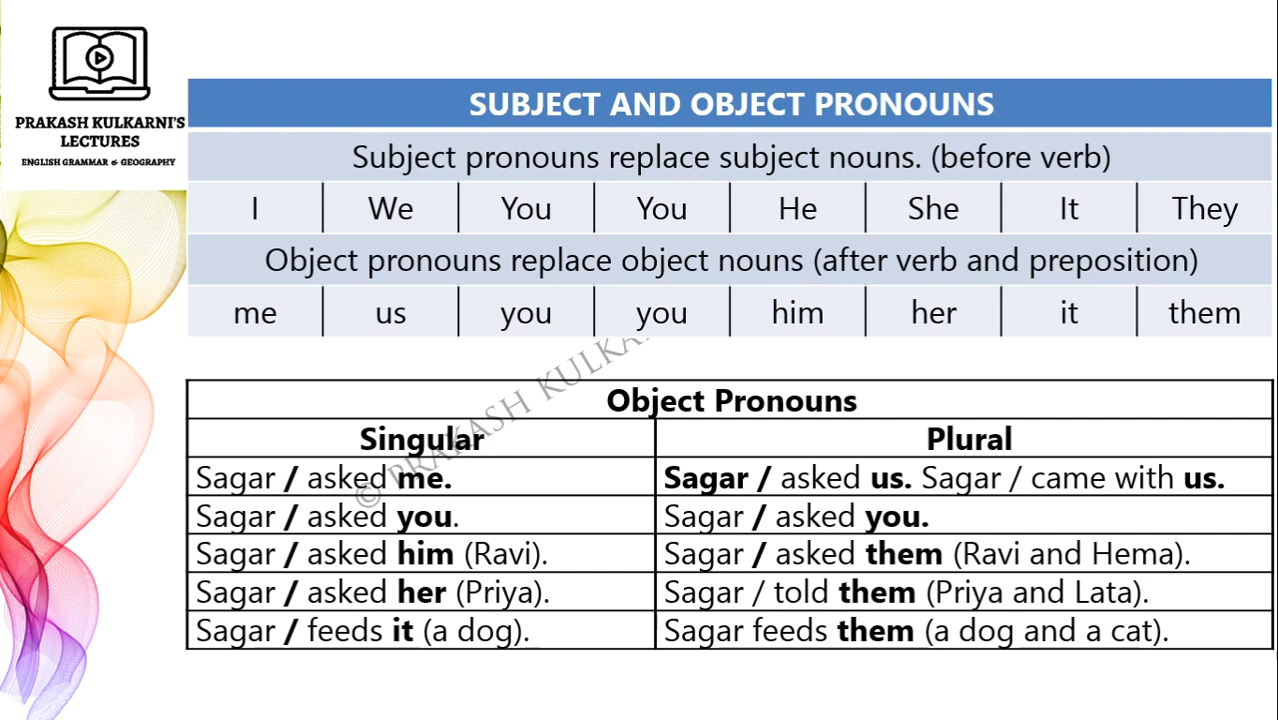 PRAKASH KULKARNI'S
LECTURES
ENGLISH GRAMMAR & GEOGRAPHY
SUBJECT AND OBJECT PRONOUNS
Subject pronouns replace subject nouns. (before verb)
I We You You He She It They
Object pronouns replace object nouns (after verb and preposition)
me us you you him her it them
© PRAKASH KULKA
Object Pronouns
Singular Plural
Sagar / asked me. Sagar / asked us. Sagar / came with us.
Sagar / asked you. Sagar / asked you.
Sagar / asked him (Ravi). Sagar / asked them (Ravi and Hema).
Sagar / asked her (Priya). Sagar / told them (Priya and Lata).
Sagar / feeds it (a dog). Sagar feeds them (a dog and a cat).